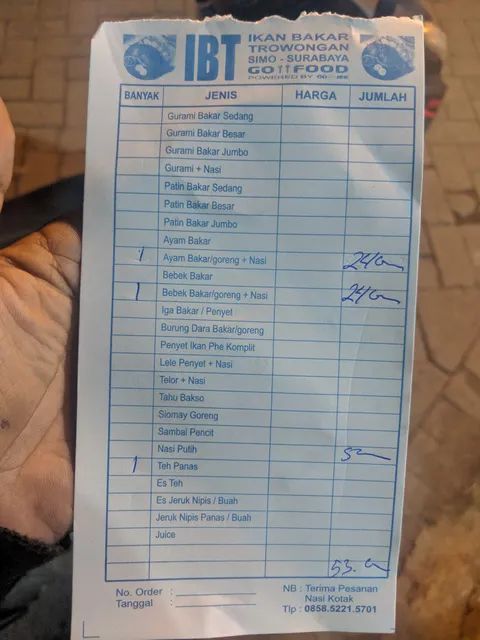 IBT
IKAN BAKAR
TROWONGAN
SIMO - SURABAYA
GO FOOD
POWERED BY GO-JEK
BANYAK JENIS HARGA JUMLAH
Gurami Bakar Sedang
Gurami Bakar Besar
Gurami Bakar Jumbo
Gurami + Nasi
Patin Bakar Sedang
Patin Bakar Besar
Patin Bakar Jumbo
Ayam Bakar
1 Ayam Bakar/goreng + Nasi 24
Bebek Bakar
1 Bebek Bakar/goreng + Nasi 24
Iga Bakar / Penyet
Burung Dara Bakar/goreng
Penyet Ikan Phe Komplit
Lele Penyet + Nasi
Telor + Nasi
Tahu Bakso
Siomay Goreng
Sambal Pencit
Nasi Putih
1 Teh Panas 5
Es Teh
Es Jeruk Nipis / Buah
Jeruk Nipis Panas / Buah
Juice
53.
No. Order :
Tanggal :
NB : Terima Pesanan
Nasi Kotak
Tlp : 0858.5221.5701